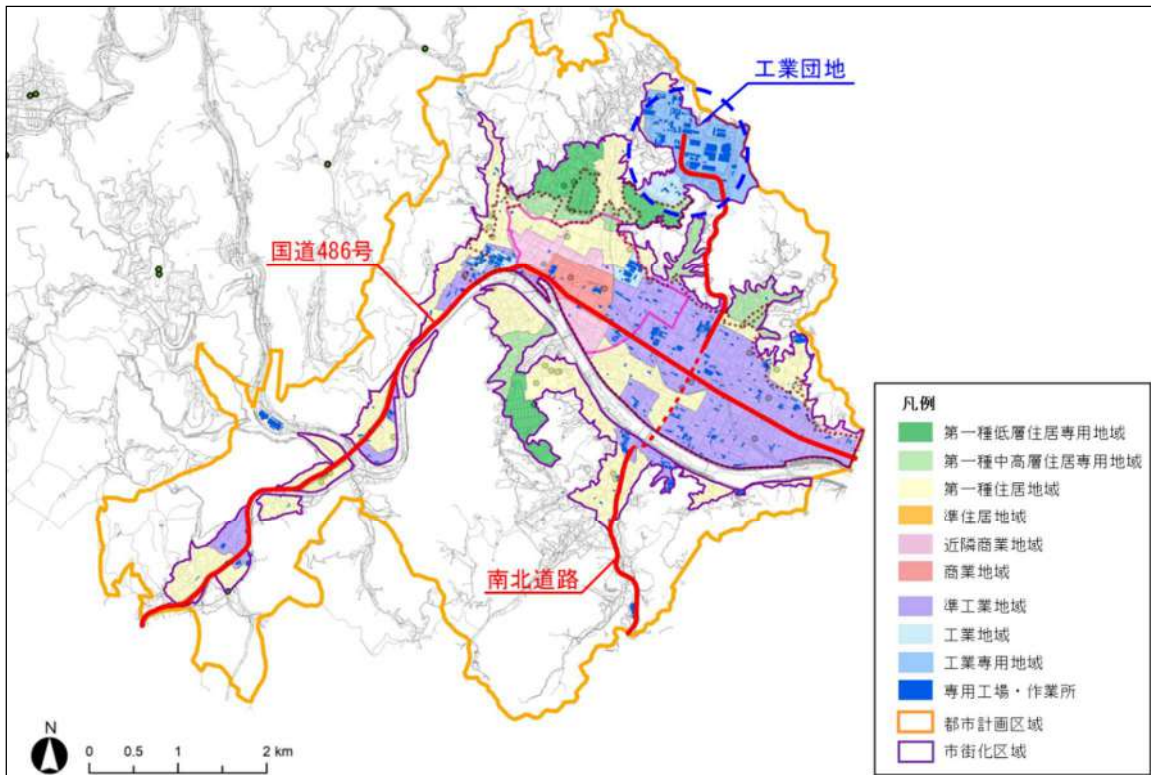 工業団地
国道486号
南北道路
凡例
第一種低層住居専用地域
第一種中高層住居専用地域
第一種住居地域
準住居地域
近隣商業地域
商業地域
準工業地域
工業地域
工業専用地域
専用工場・作業所
都市計画区域
市街化区域
N
0 0.5 1 2 km